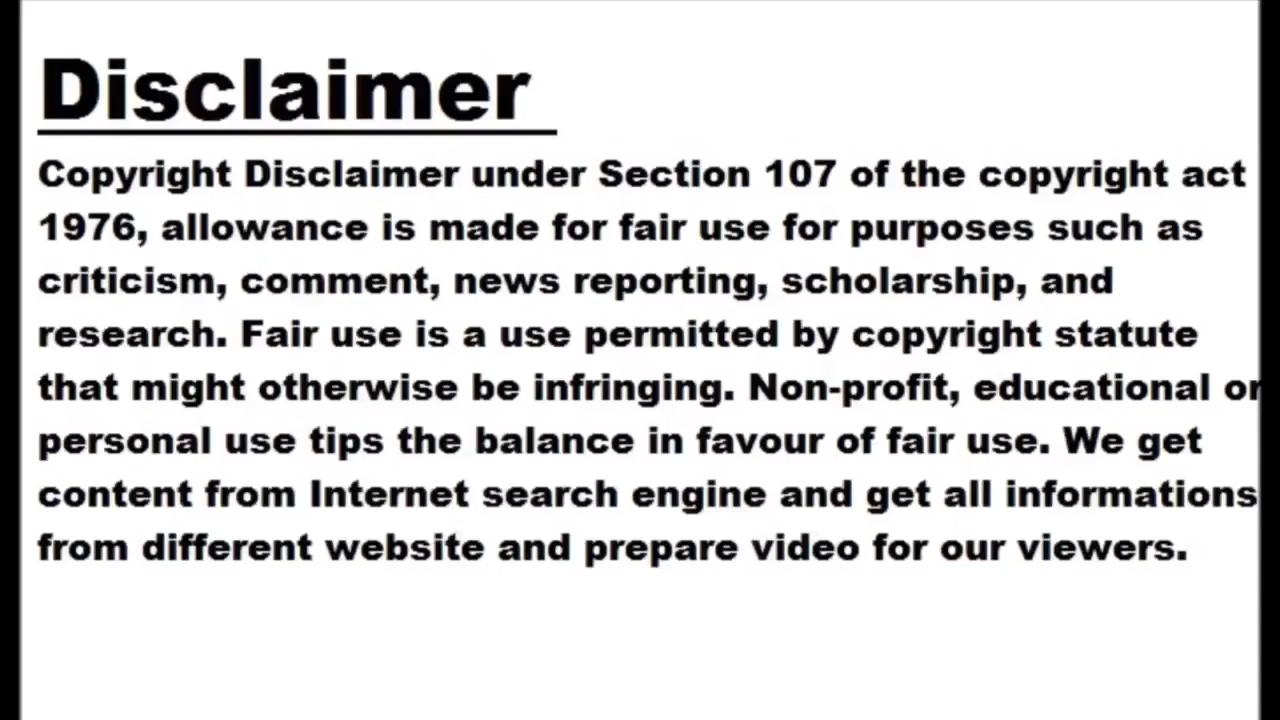 Disclaimer
Copyright Disclaimer under Section 107 of the copyright act
1976, allowance is made for fair use for purposes such as
criticism, comment, news reporting, scholarship, and
research. Fair use is a use permitted by copyright statute
that might otherwise be infringing. Non-profit, educational or
personal use tips the balance in favour of fair use. We get
content from Internet search engine and get all informations
from different website and prepare video for our viewers.